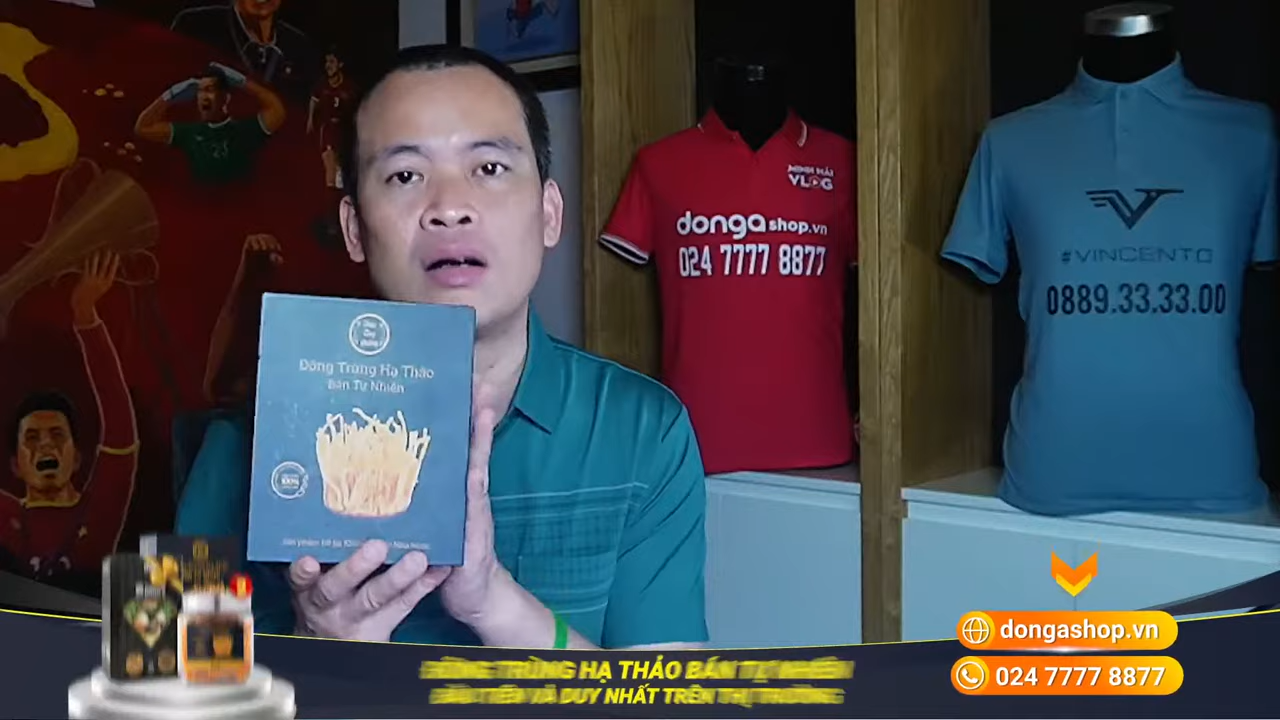 MINH HẢI
VLOG
dongashop.vn
024 7777 8877
#VINCENTO
0889.33.33.00
Đông Trùng Hạ Thảo
Bán Tự Nhiên
100%
dongashop.vn
024 7777 8877
ĐÔNG TRÙNG HẠ THẢO BÁN TỰ NHIÊN
ĐẦU TIÊN VÀ DUY NHẤT TRÊN THỊ TRƯỜNG